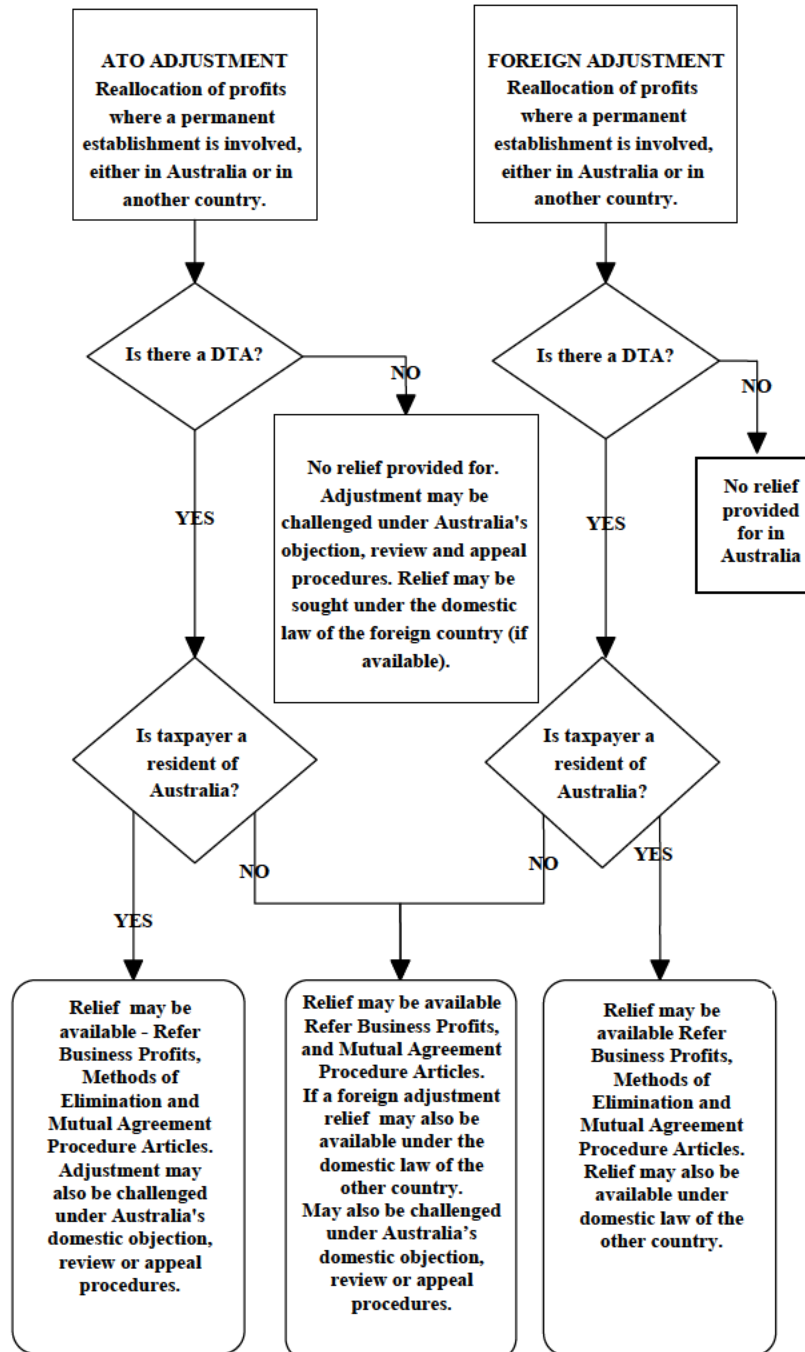 ATO ADJUSTMENT
Reallocation of profits
where a permanent
establishment is involved,
either in Australia or in
another country.
FOREIGN ADJUSTMENT
Reallocation of profits
where a permanent
establishment is involved,
either in Australia or in
another country.
Is there a DTA?
NO
Is there a DTA?
NO
YES
No relief provided for.
Adjustment may be
challenged under Australia's
objection, review and appeal
procedures. Relief may be
sought under the domestic
law of the foreign country (if
available).
YES
No relief
provided
for in
Australia
Is taxpayer a
resident of
Australia?
Is taxpayer a
resident of
Australia?
YES
NO
NO
YES
Relief may be
available - Refer
Business Profits,
Methods of
Elimination and
Mutual Agreement
Procedure Articles.
Adjustment may
also be challenged
under Australia's
domestic objection,
review or appeal
procedures.
Relief may be available
Refer Business Profits,
and Mutual Agreement
Procedure Articles.
If a foreign adjustment
relief may also be
available under the
domestic law of the
other country.
May also be challenged
under Australia’s
domestic objection,
review or appeal
procedures.
Relief may be
available Refer
Business Profits,
Methods of
Elimination and
Mutual Agreement
Procedure Articles.
Relief may also be
available under
domestic law of the
other country.